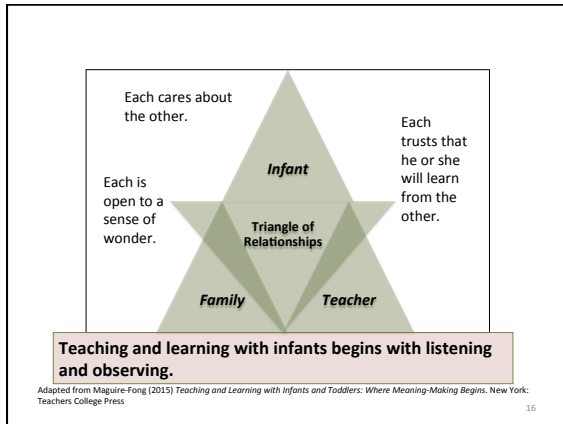 Each cares about
the other.
Each
trusts that
he or she
will learn
from the
other.
Each is
open to a
sense of
wonder.
Infant
Triangle of
Relationships
Family
Teacher
Teaching and learning with infants begins with listening
and observing.
Adapted from Maguire-Fong (2015) Teaching and Learning with Infants and Toddlers: Where Meaning-Making Begins. New York:
Teachers College Press
16